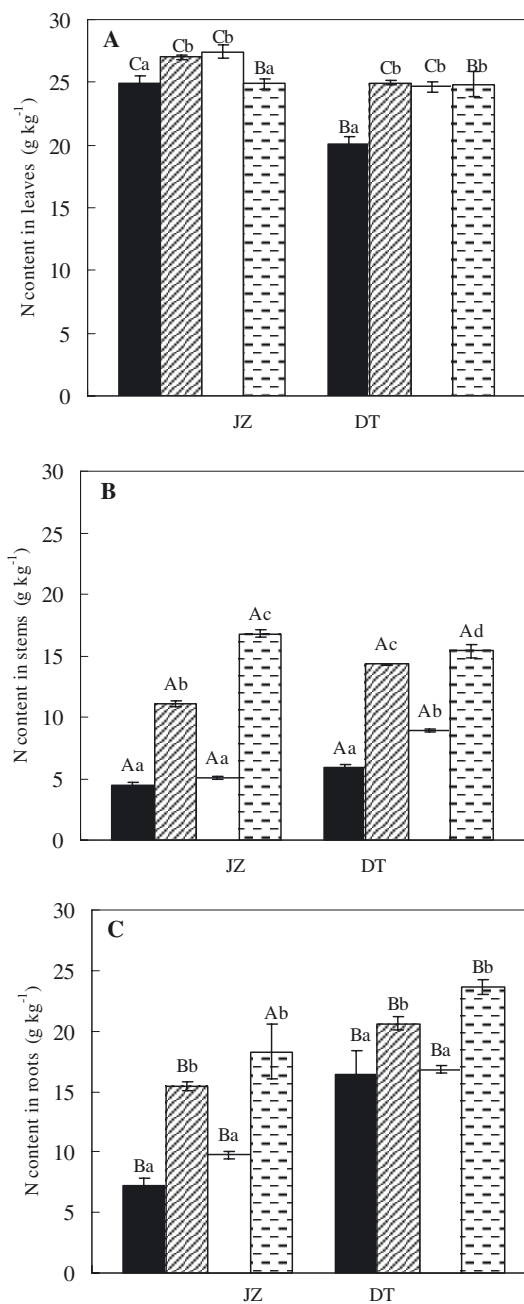 A
N content in leaves (g kg-1)
30
25
20
15
10
5
0
Ca
Cb
Cb
Ba
Ba
Cb
Cb
Bb
JZ
DT
B
N content in stems (g kg-1)
30
25
20
15
10
5
0
Aa
Ab
Aa
Ac
Aa
Ac
Ab
Ad
JZ
DT
C
N content in roots (g kg-1)
30
25
20
15
10
5
0
Ba
Bb
Ba
Ab
Ba
Bb
Ba
Bb
JZ
DT